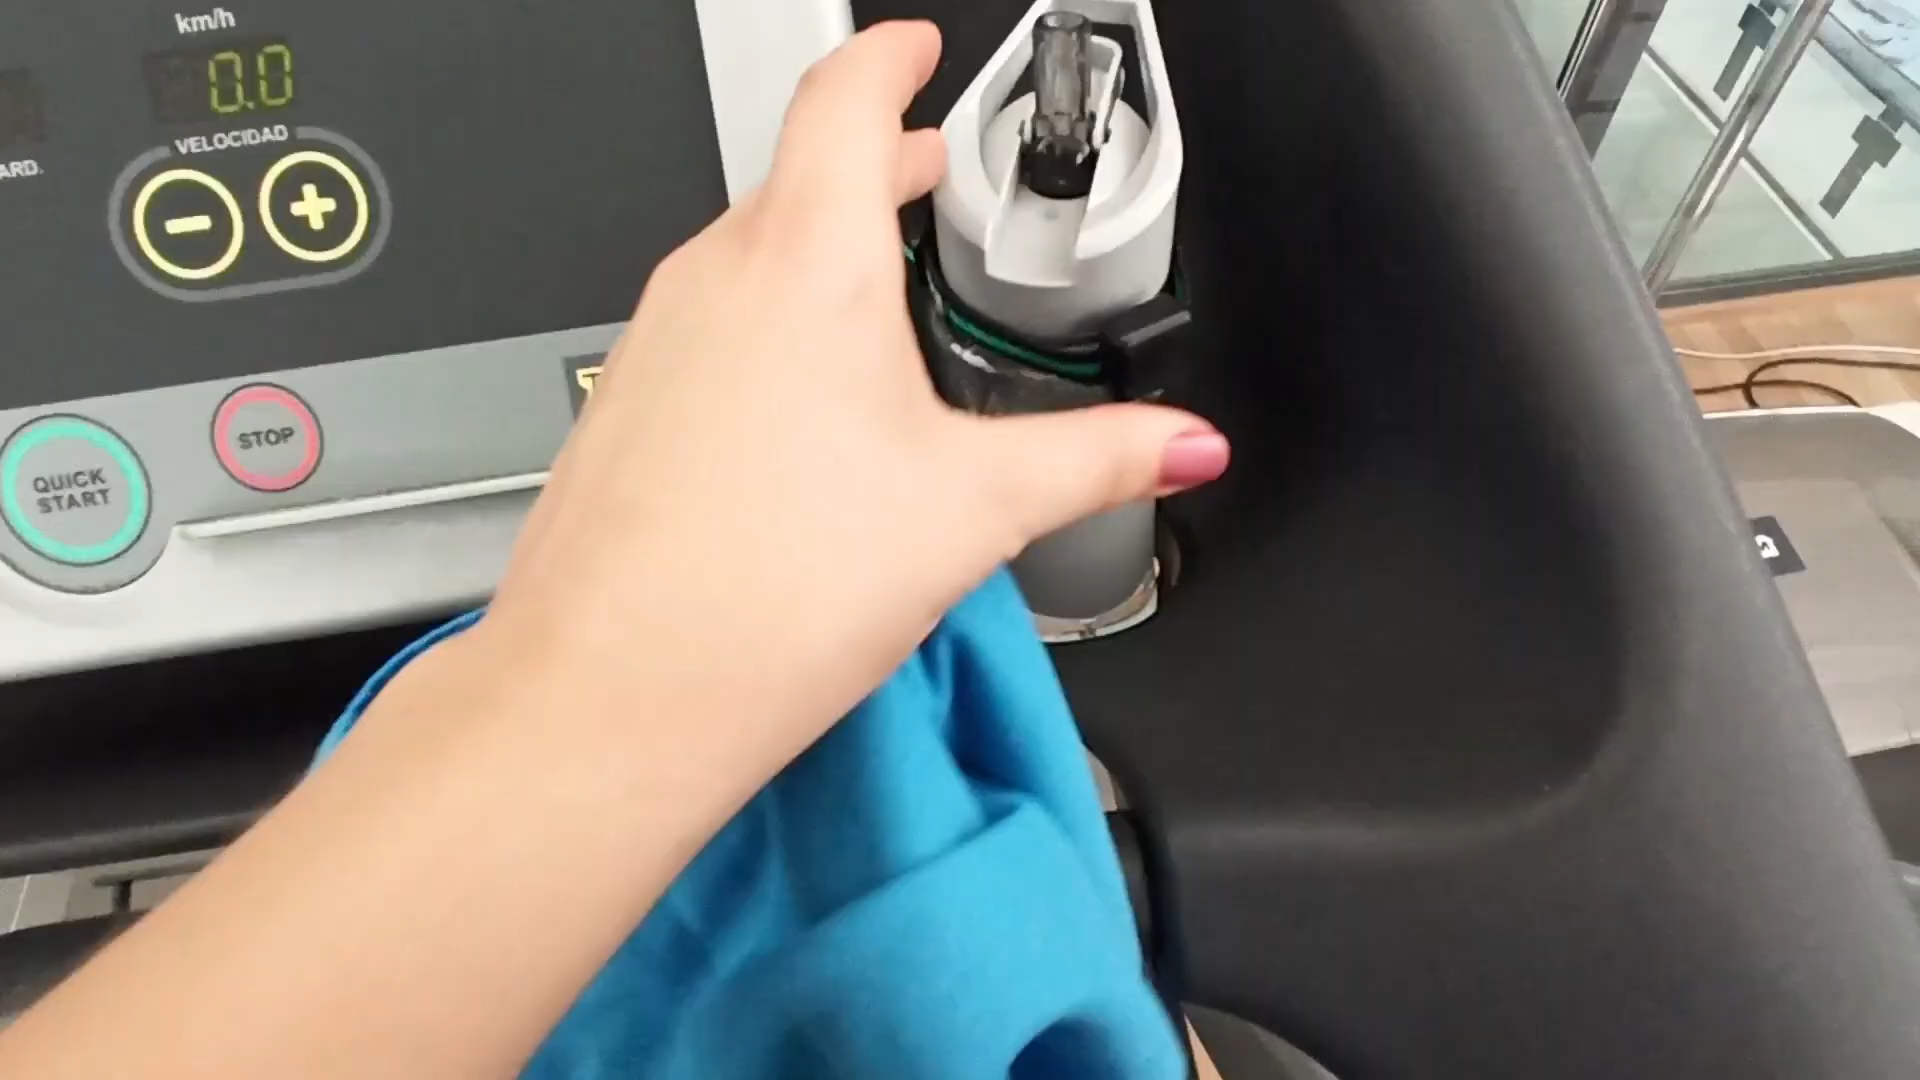 km/h
0.0
ARD.
VELOCIDAD
− +
QUICK
START
STOP